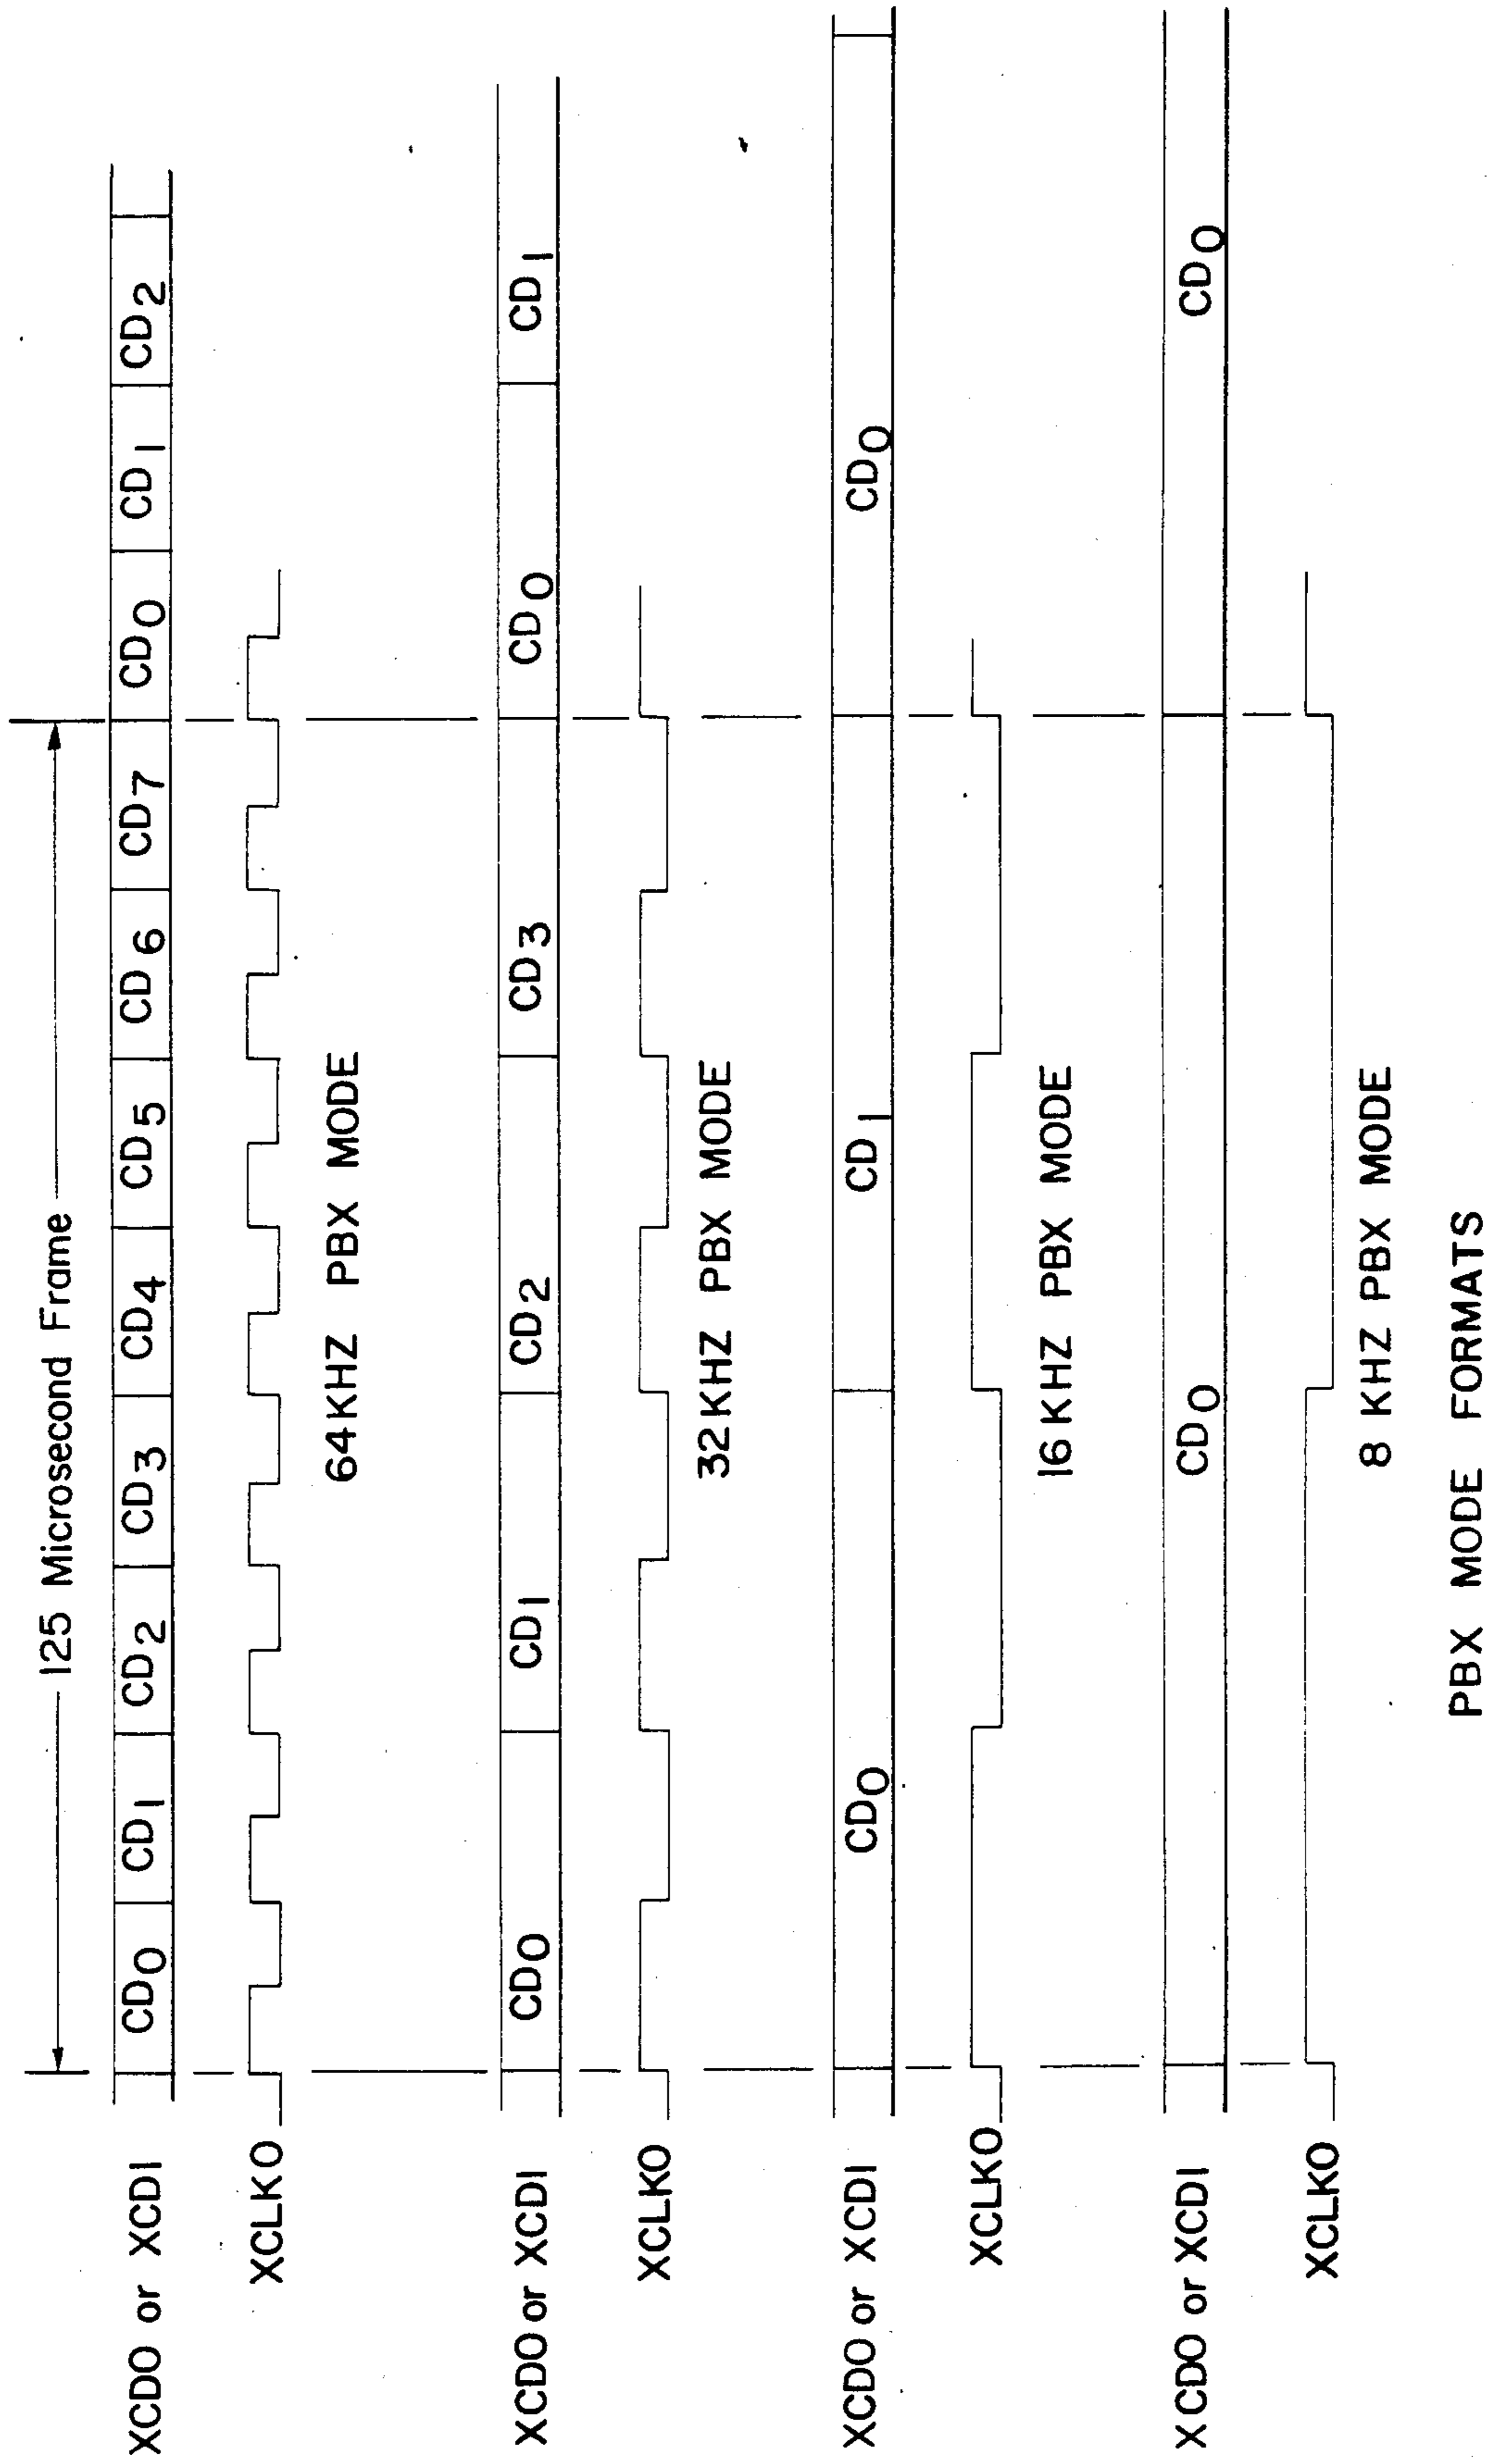 125 Microsecond Frame
XCDO or XCDI CD0 CD1 CD2 CD3 CD4 CD5 CD6 CD7 CD0 CD1 CD2
XCLKO
64KHZ PBX MODE
XCDO or XCDI CD0 CD1 CD2 CD3 CD0 CD1
XCLKO
32KHZ PBX MODE
XCDO or XCDI CD0 CD1 CD0
XCLKO
16KHZ PBX MODE
XCDO or XCDI CD0 CD0
XCLKO
8 KHZ PBX MODE
PBX MODE FORMATS